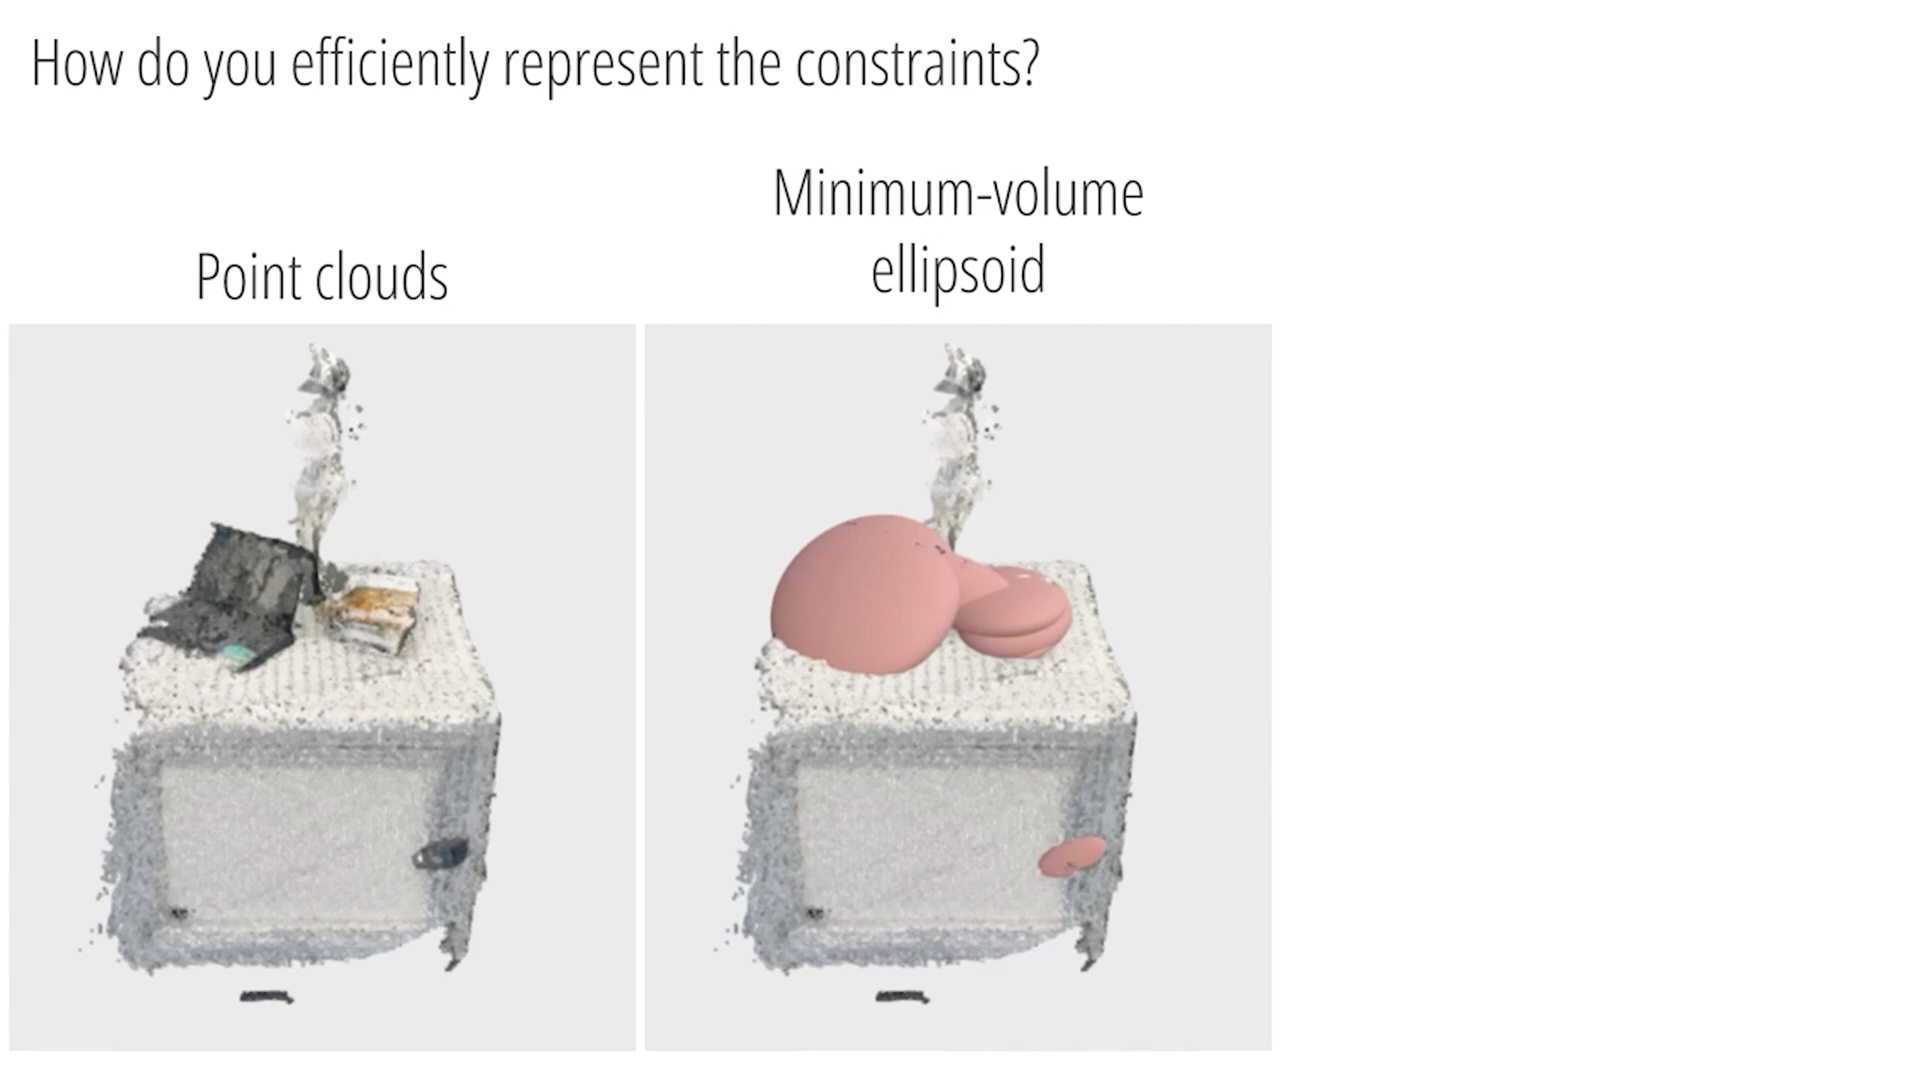 How do you efficiently represent the constraints?
Point clouds
Minimum-volume
ellipsoid